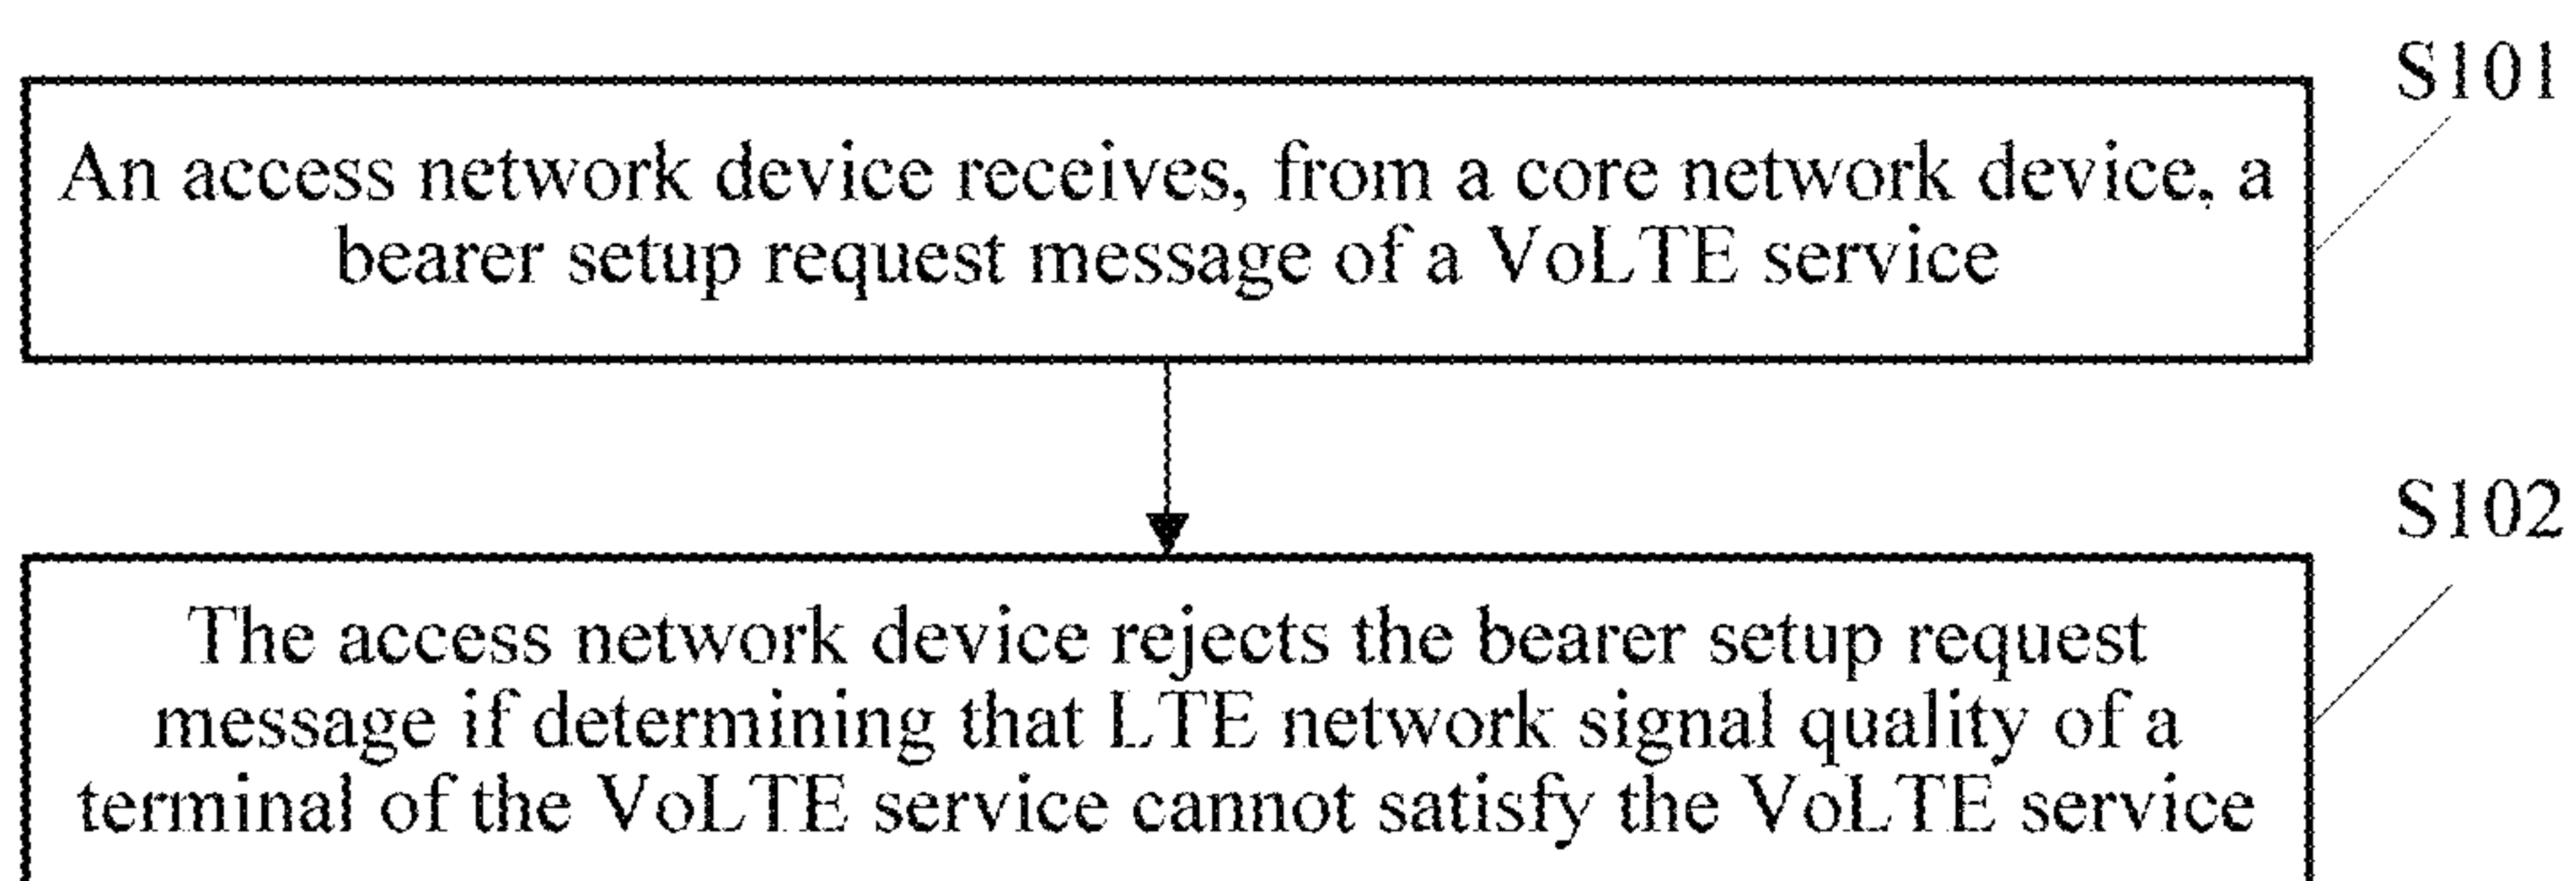 S101
An access network device receives, from a core network device, a
bearer setup request message of a VoLTE service
S102
The access network device rejects the bearer setup request
message if determining that LTE network signal quality of a
terminal of the VoLTE service cannot satisfy the VoLTE service